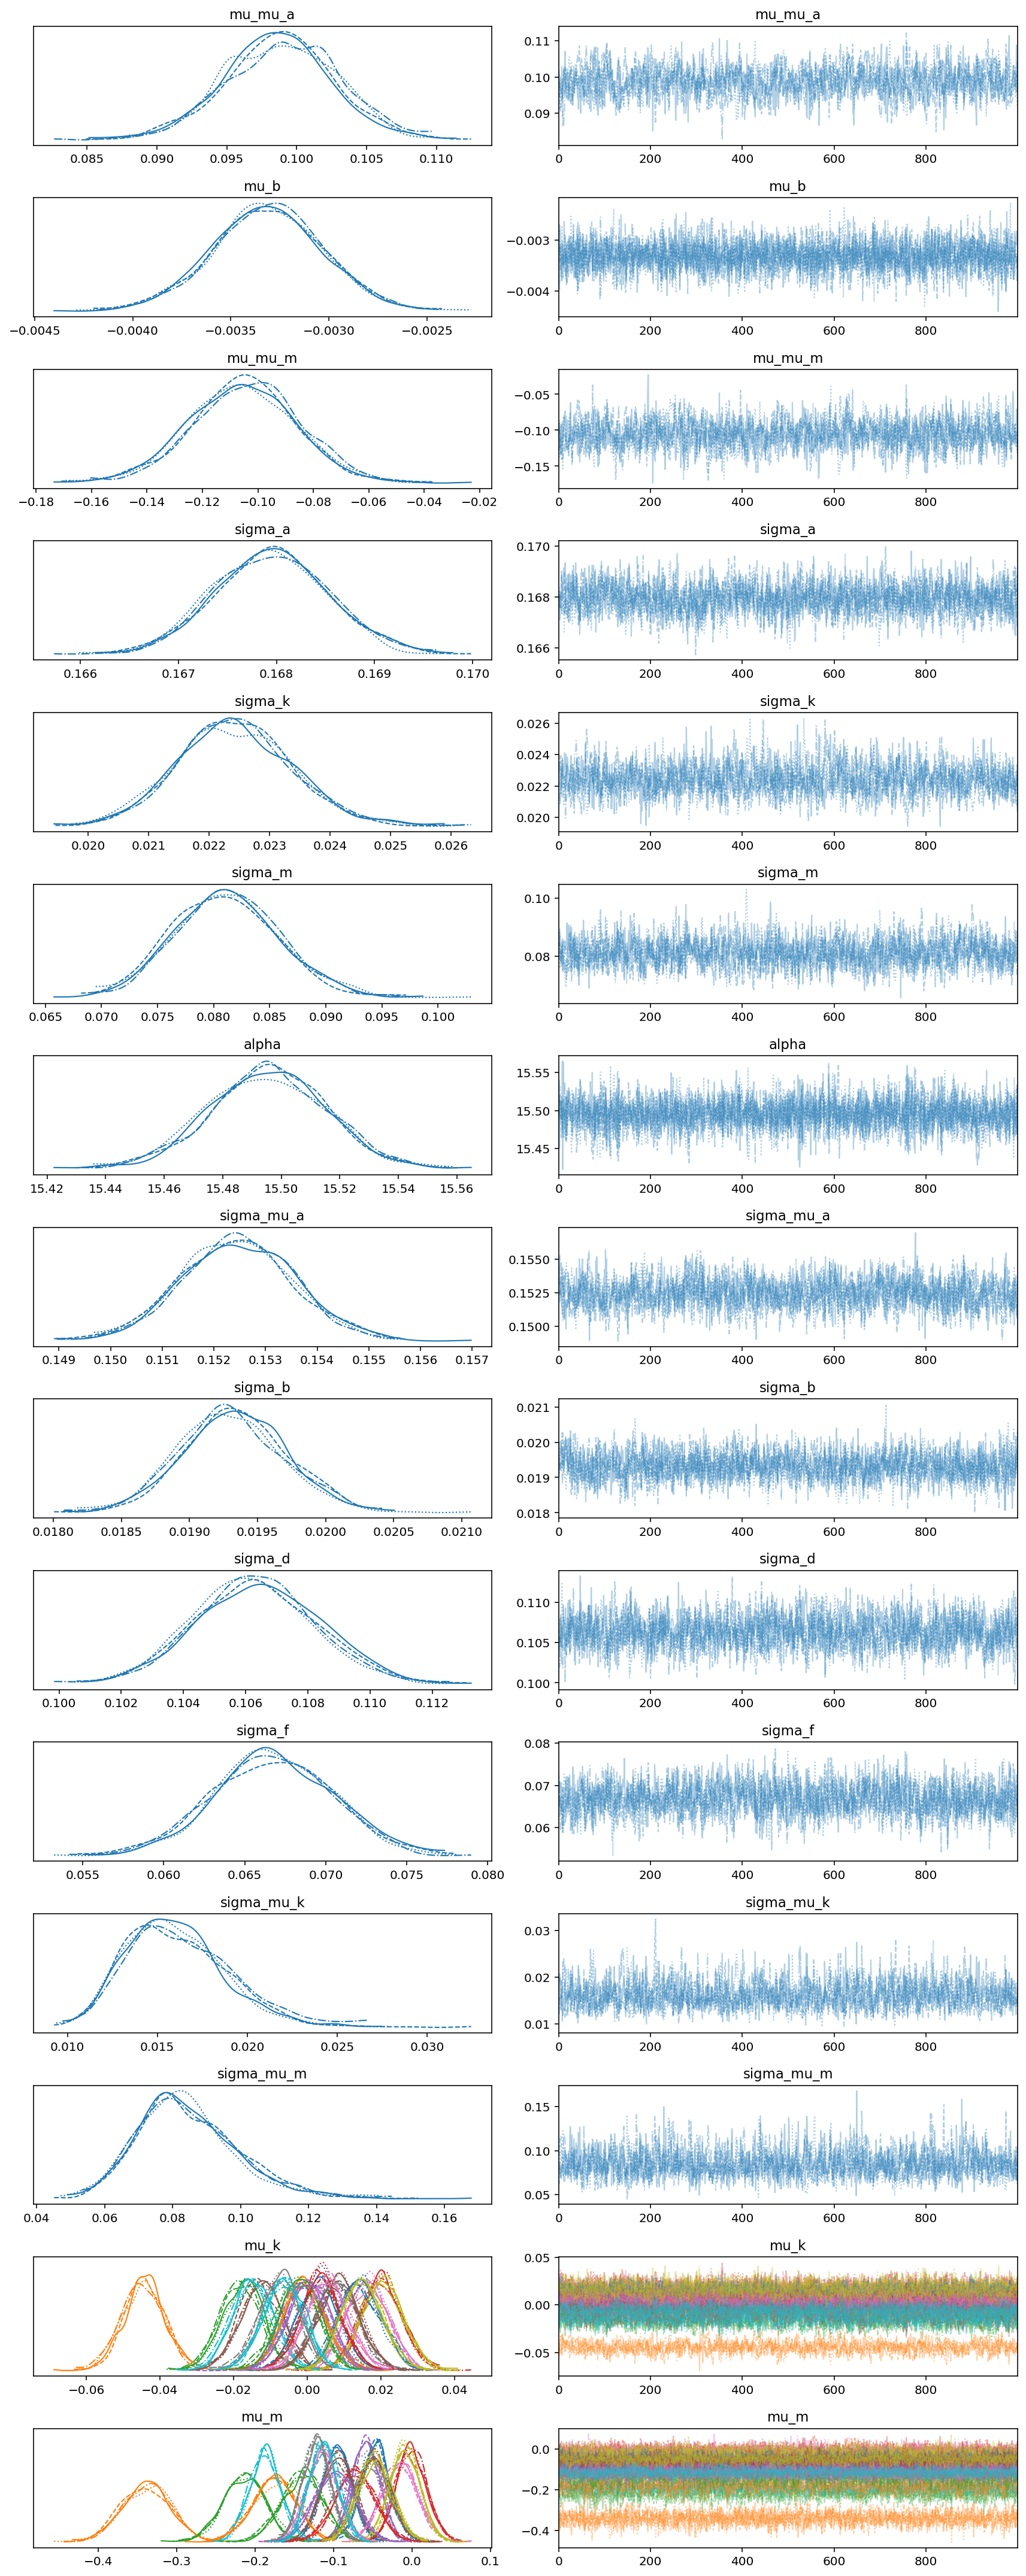 mu_mu_a mu_mu_a
0.11
0.10
0.09
0.085 0.090 0.095 0.100 0.105 0.110 0 200 400 600 800
mu_b mu_b
−0.003
−0.004
−0.0045 −0.0040 −0.0035 −0.0030 −0.0025 0 200 400 600 800
mu_mu_m mu_mu_m
−0.05
−0.10
−0.15
−0.18 −0.16 −0.14 −0.12 −0.10 −0.08 −0.06 −0.04 −0.02 0 200 400 600 800
sigma_a sigma_a
0.170
0.168
0.166
0.166 0.167 0.168 0.169 0.170 0 200 400 600 800
sigma_k sigma_k
0.026
0.024
0.022
0.020
0.020 0.021 0.022 0.023 0.024 0.025 0.026 0 200 400 600 800
sigma_m sigma_m
0.10
0.08
0.065 0.070 0.075 0.080 0.085 0.090 0.095 0.100 0 200 400 600 800
alpha alpha
15.55
15.50
15.45
15.42 15.44 15.46 15.48 15.50 15.52 15.54 15.56 0 200 400 600 800
sigma_mu_a sigma_mu_a
0.1550
0.1525
0.1500
0.149 0.150 0.151 0.152 0.153 0.154 0.155 0.156 0.157 0 200 400 600 800
sigma_b sigma_b
0.021
0.020
0.019
0.018
0.0180 0.0185 0.0190 0.0195 0.0200 0.0205 0.0210 0 200 400 600 800
sigma_d sigma_d
0.110
0.105
0.100
0.100 0.102 0.104 0.106 0.108 0.110 0.112 0 200 400 600 800
sigma_f sigma_f
0.08
0.07
0.06
0.055 0.060 0.065 0.070 0.075 0.080 0 200 400 600 800
sigma_mu_k sigma_mu_k
0.03
0.02
0.01
0.010 0.015 0.020 0.025 0.030 0 200 400 600 800
sigma_mu_m sigma_mu_m
0.15
0.10
0.05
0.04 0.06 0.08 0.10 0.12 0.14 0.16 0 200 400 600 800
mu_k mu_k
0.05
0.00
−0.05
−0.06 −0.04 −0.02 0.00 0.02 0.04 0 200 400 600 800
mu_m mu_m
0.0
−0.2
−0.4
−0.4 −0.3 −0.2 −0.1 0.0 0.1 0 200 400 600 800